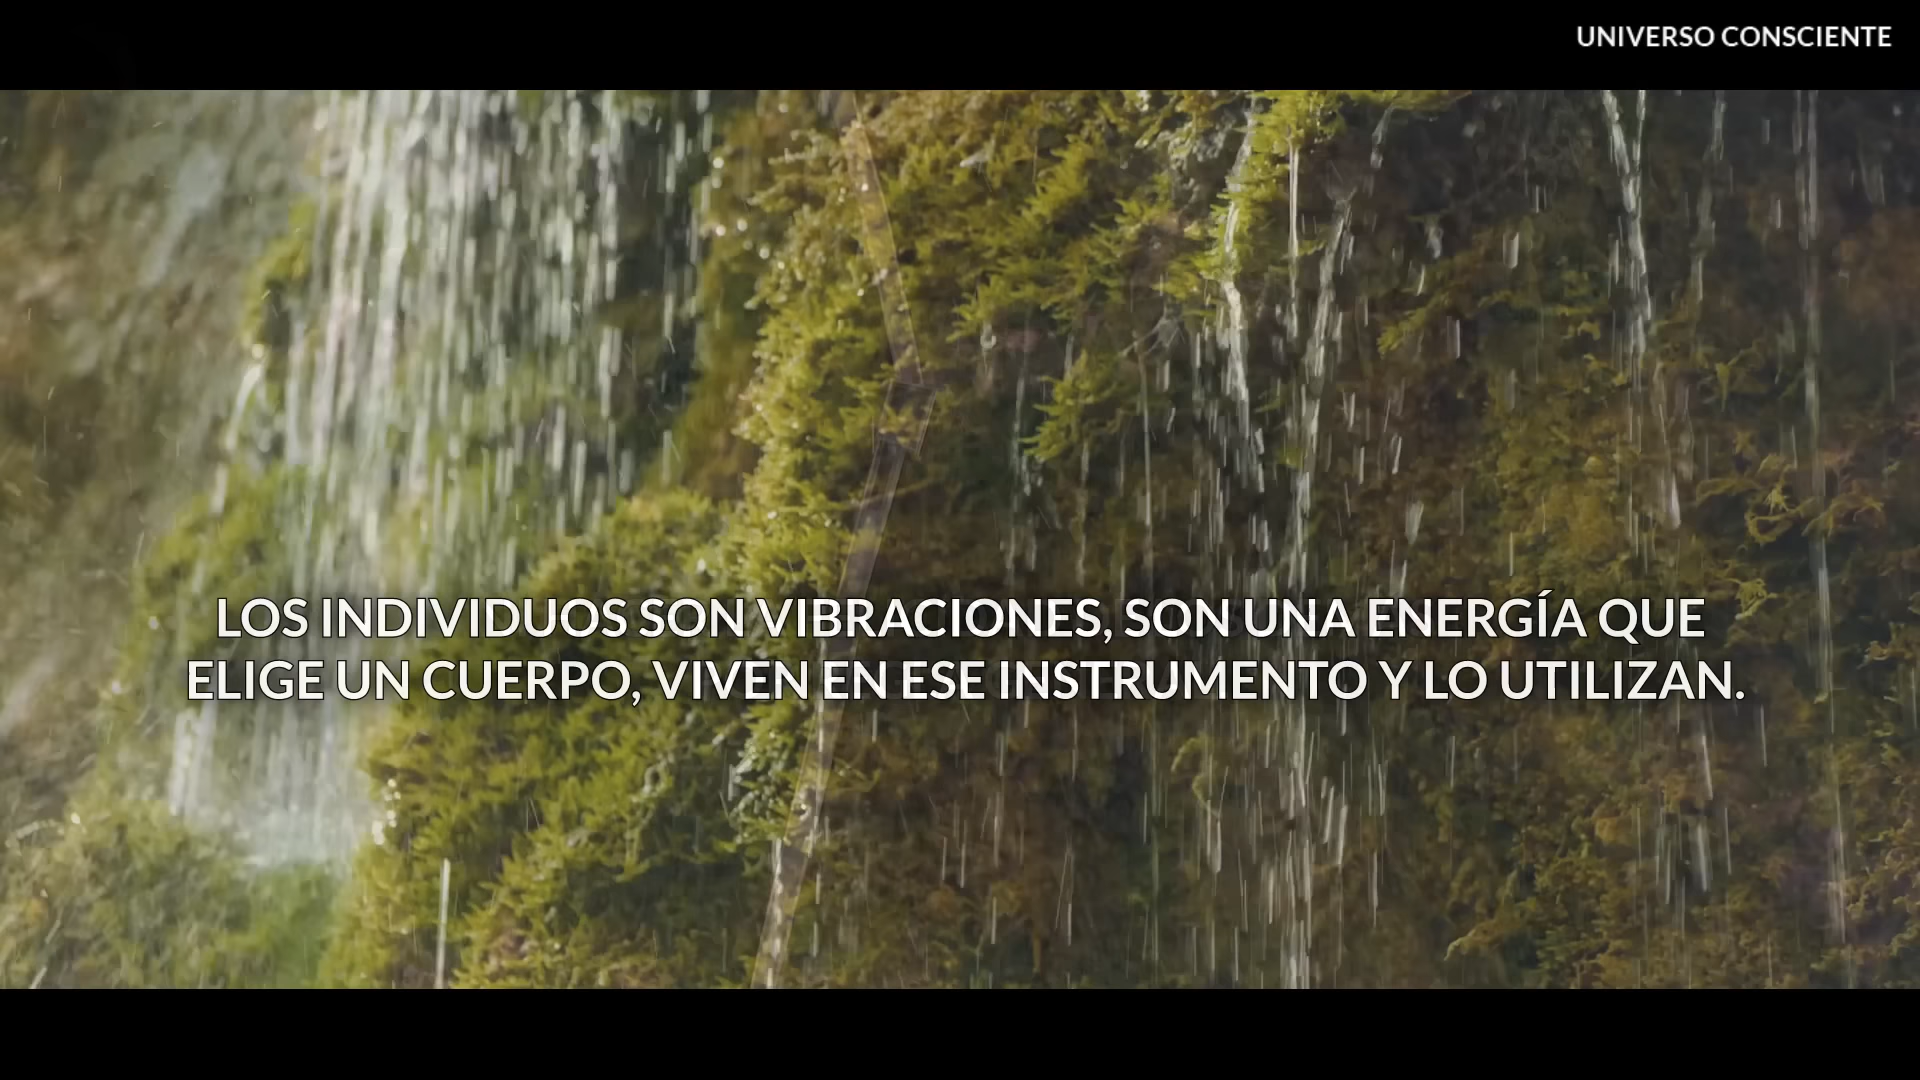 UNIVERSO CONSCIENTE
LOS INDIVIDUOS SON VIBRACIONES, SON UNA ENERGÍA QUE
ELIGE UN CUERPO, VIVEN EN ESE INSTRUMENTO Y LO UTILIZAN.